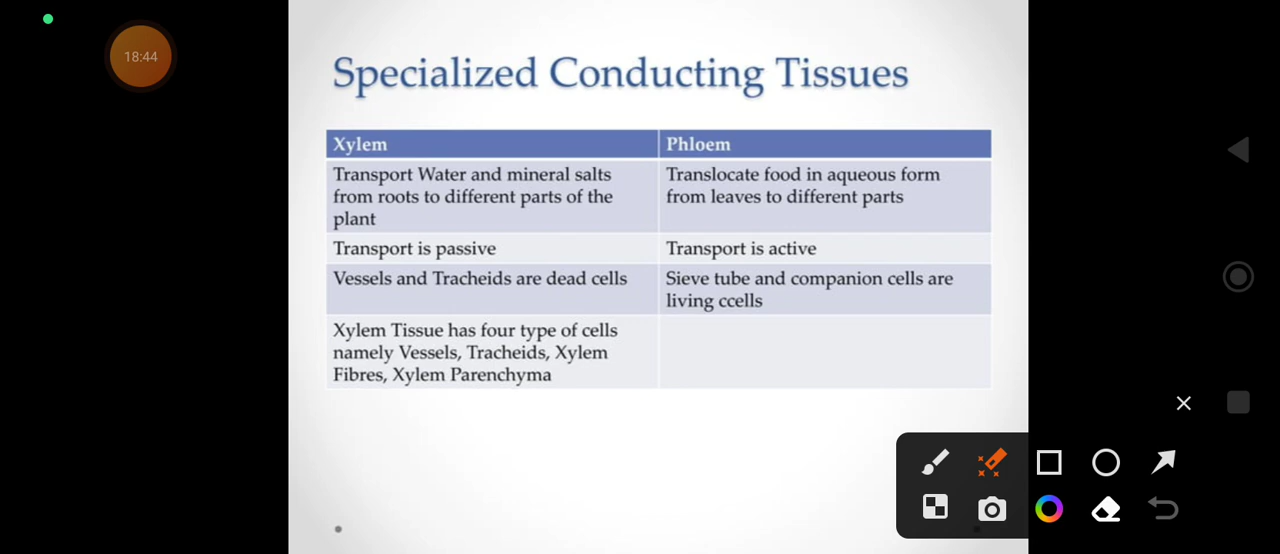 18:44
Specialized Conducting Tissues
Xylem
Phloem
Transport Water and mineral salts
from roots to different parts of the
plant
Translocate food in aqueous form
from leaves to different parts
Transport is passive
Transport is active
Vessels and Tracheids are dead cells
Sieve tube and companion cells are
living ccells
Xylem Tissue has four type of cells
namely Vessels, Tracheids, Xylem
Fibres, Xylem Parenchyma